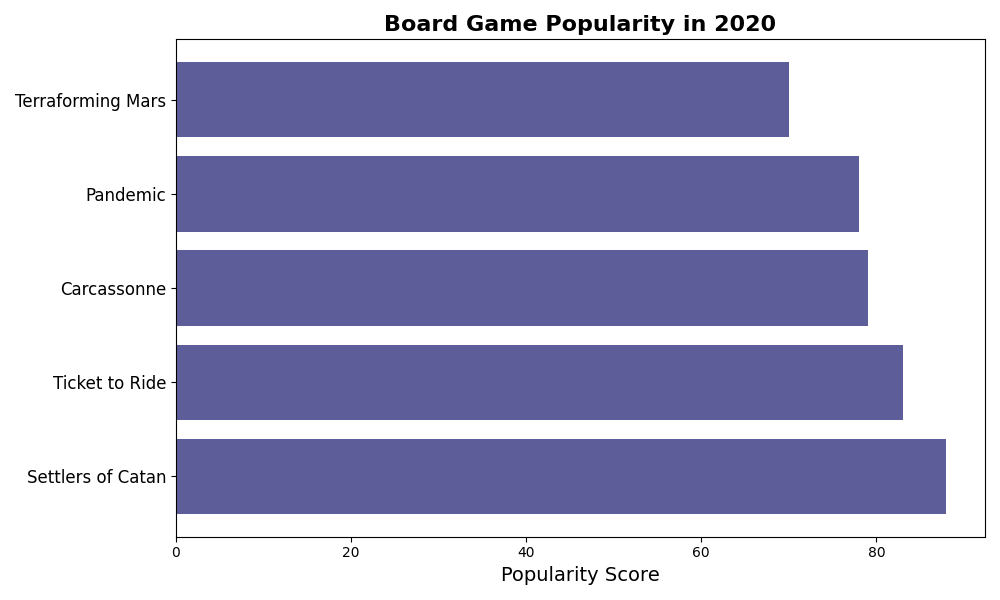 Board Game Popularity in 2020
Terraforming Mars
Pandemic
Carcassonne
Ticket to Ride
Settlers of Catan
0 20 40 60 80
Popularity Score